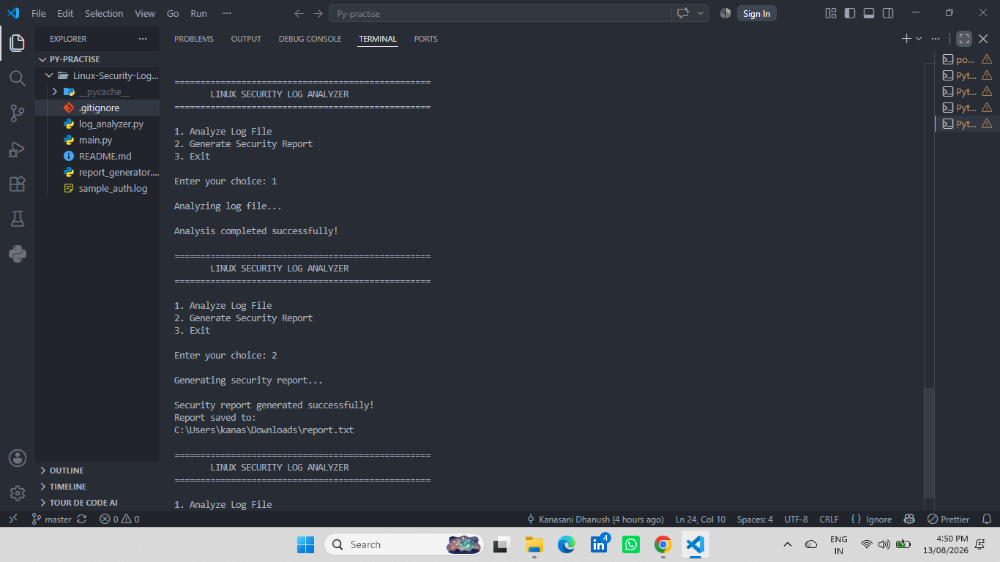 File Edit Selection View Go Run ···
Py-practise
Sign In
EXPLORER ···
PY-PRACTISE
Linux-Security-Log...
__pycache__
.gitignore
log_analyzer.py
main.py
README.md
report_generator....
sample_auth.log
OUTLINE
TIMELINE
TOUR DE CODE AI
PROBLEMS OUTPUT DEBUG CONSOLE TERMINAL PORTS
==================================================
LINUX SECURITY LOG ANALYZER
==================================================
1. Analyze Log File
2. Generate Security Report
3. Exit
Enter your choice: 1
Analyzing log file...
Analysis completed successfully!
==================================================
LINUX SECURITY LOG ANALYZER
==================================================
1. Analyze Log File
2. Generate Security Report
3. Exit
Enter your choice: 2
Generating security report...
Security report generated successfully!
Report saved to:
C:\Users\kanas\Downloads\report.txt
==================================================
LINUX SECURITY LOG ANALYZER
==================================================
1. Analyze Log File
po...
Pyt...
Pyt...
Pyt...
Pyt...
master 0 0 Kanasani Dhanush (4 hours ago) Ln 24, Col 10 Spaces: 4 UTF-8 CRLF { } Ignore Prettier
Search
4
ENG
IN
4:50 PM
13/08/2026